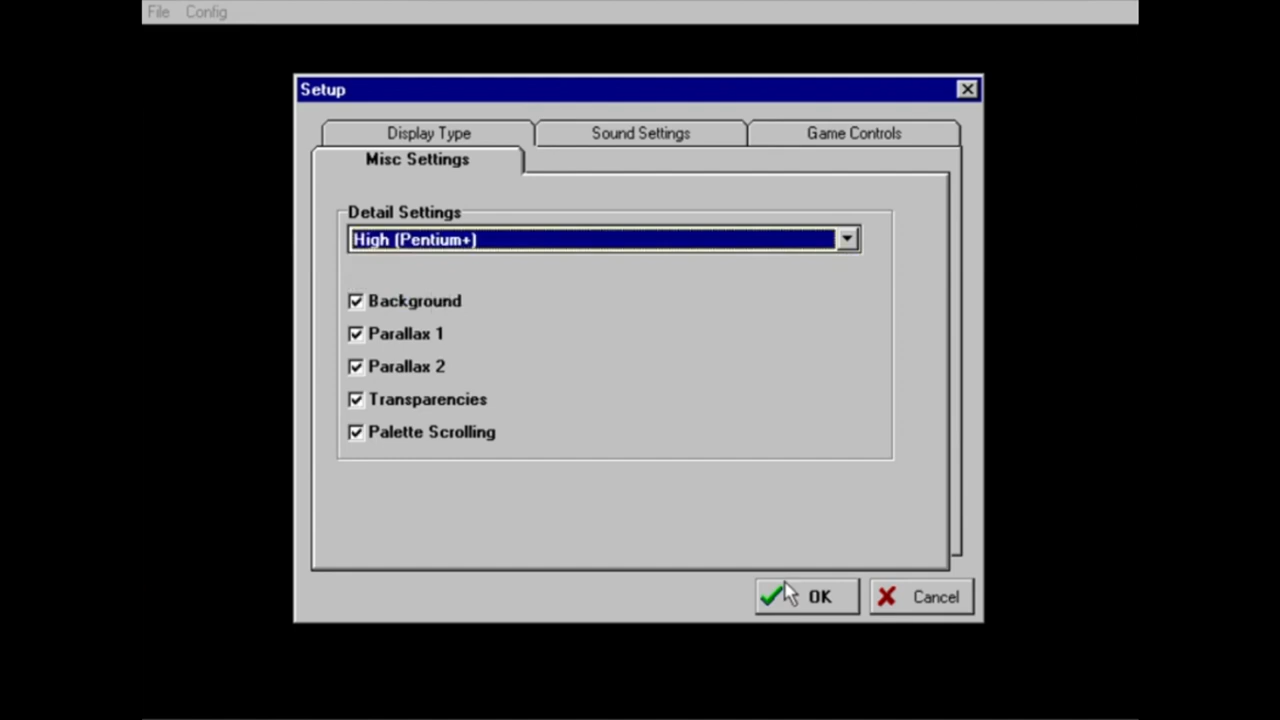 File Config
Setup
Display Type Sound Settings Game Controls
Misc Settings
Detail Settings
High (Pentium+)
Background
Parallax 1
Parallax 2
Transparencies
Palette Scrolling
OK Cancel